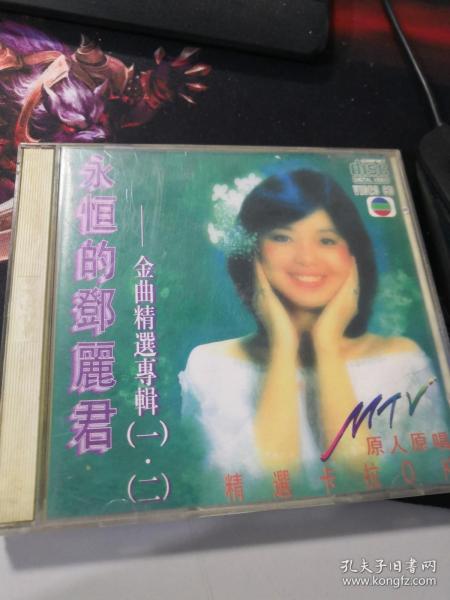 永恒的鄧麗君
——金曲精選專輯(一)·(二)
MTV
原人原唱
精選卡拉O
孔夫子旧书网
www.kongfz.com